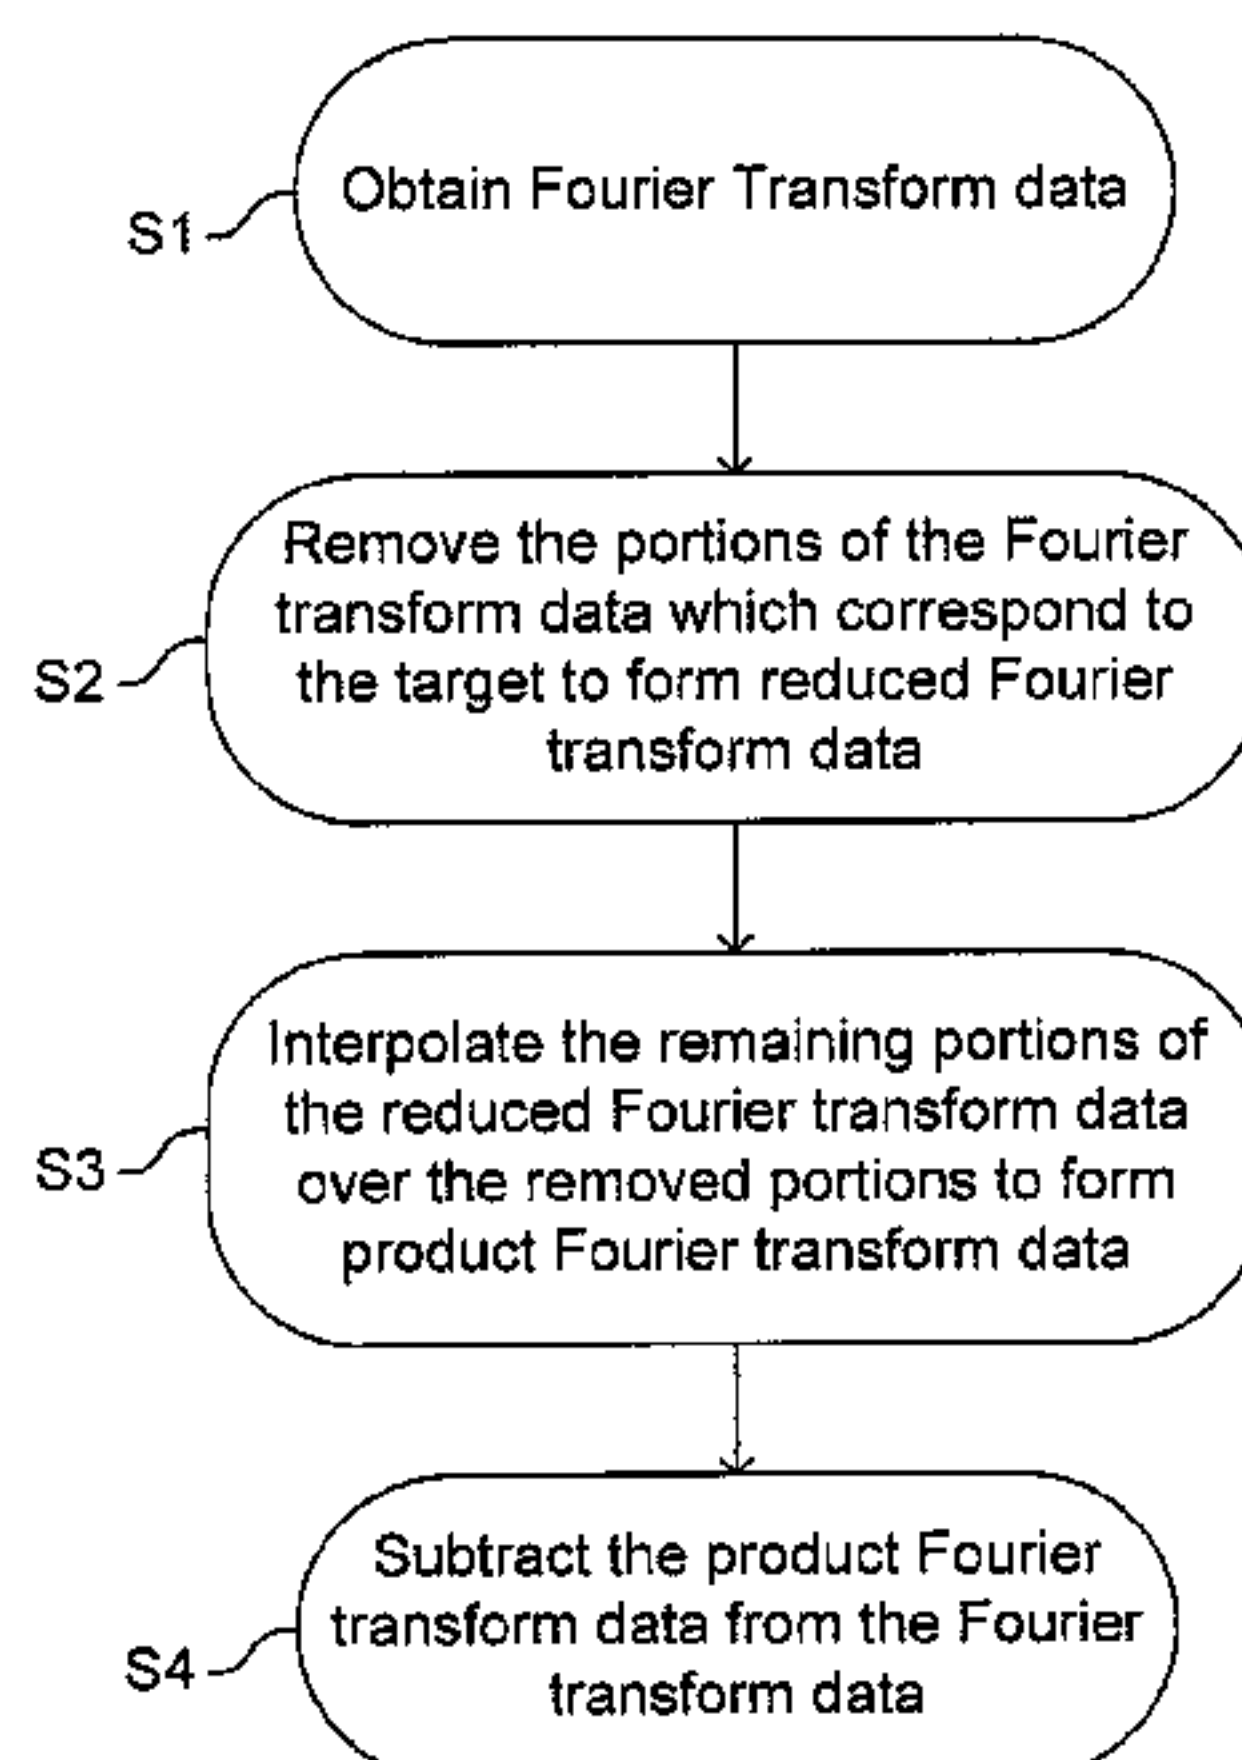 Obtain Fourier Transform data
S1
Remove the portions of the Fourier
transform data which correspond to
the target to form reduced Fourier
transform data
S2
Interpolate the remaining portions of
the reduced Fourier transform data
over the removed portions to form
product Fourier transform data
S3
Subtract the product Fourier
transform data from the Fourier
transform data
S4